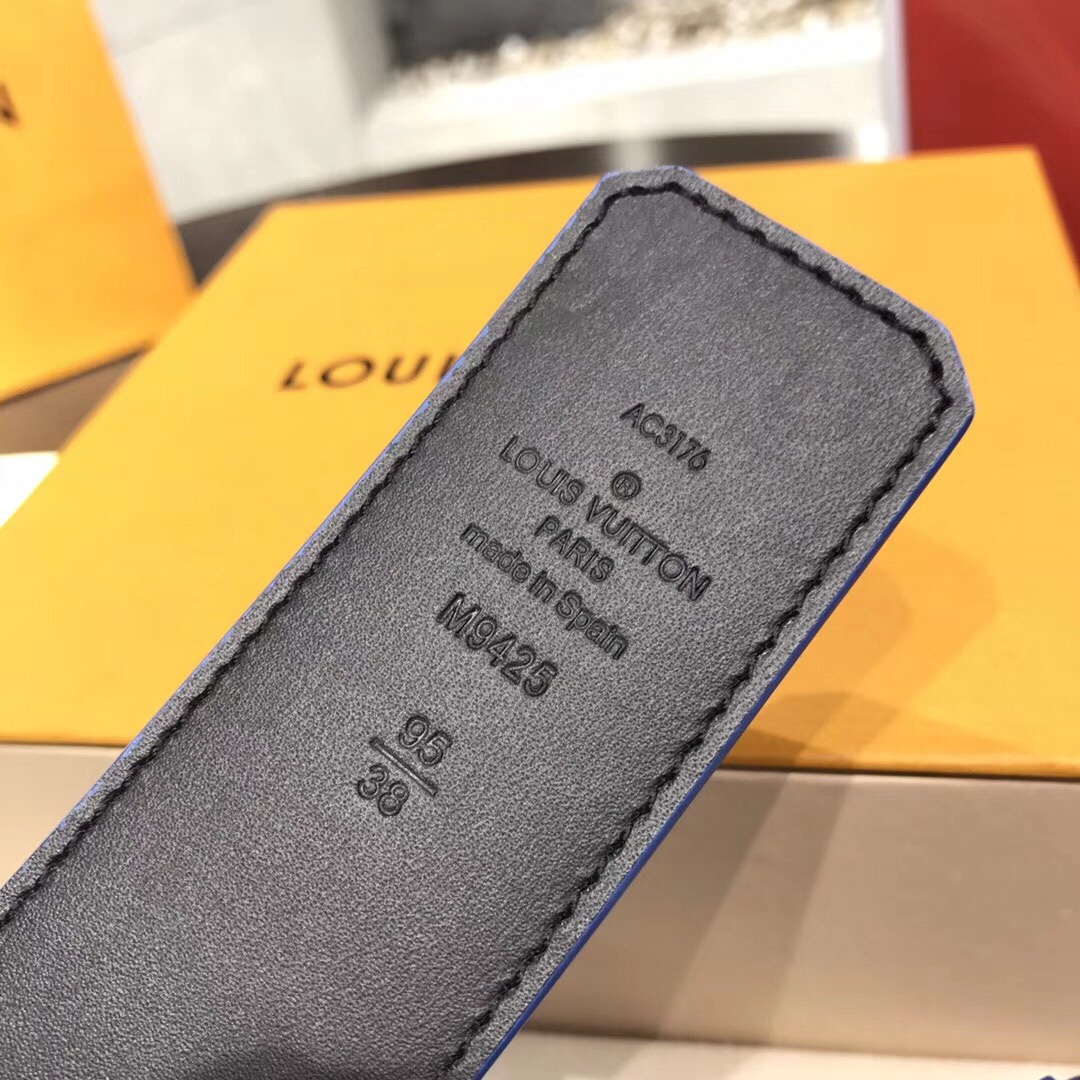 N
LOUI
AC3176
®
LOUIS VUITTON
PARIS
made in Spain
M9425
95
38